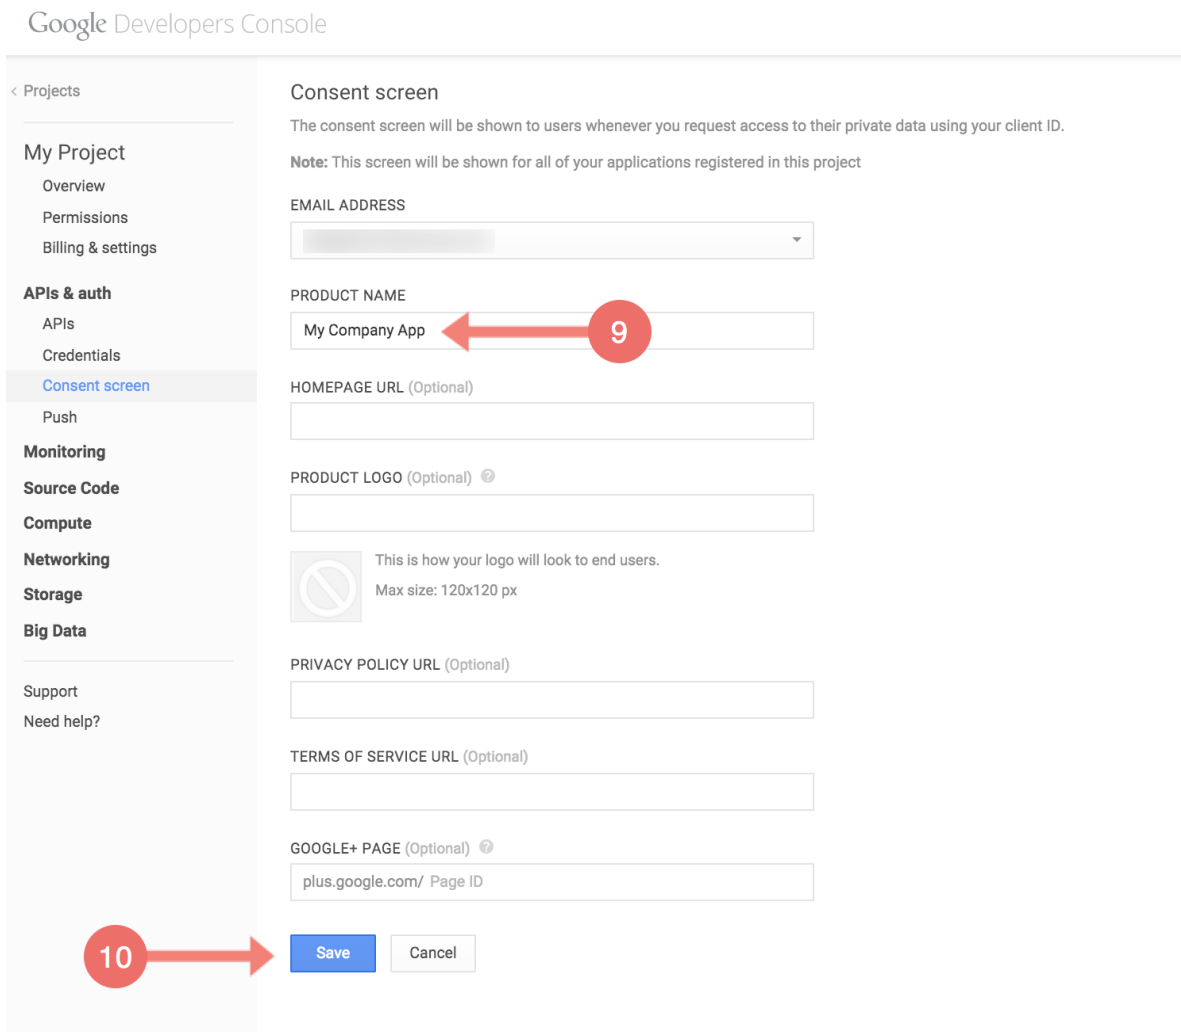 Google Developers Console
< Projects
My Project
Overview
Permissions
Billing & settings
APIs & auth
APIs
Credentials
Consent screen
Push
Monitoring
Source Code
Compute
Networking
Storage
Big Data
Support
Need help?
Consent screen
The consent screen will be shown to users whenever you request access to their private data using your client ID.
Note: This screen will be shown for all of your applications registered in this project
EMAIL ADDRESS
PRODUCT NAME
My Company App
9
HOMEPAGE URL (Optional)
PRODUCT LOGO (Optional) ?
This is how your logo will look to end users.
Max size: 120x120 px
PRIVACY POLICY URL (Optional)
TERMS OF SERVICE URL (Optional)
GOOGLE+ PAGE (Optional) ?
plus.google.com/ Page ID
10
Save
Cancel